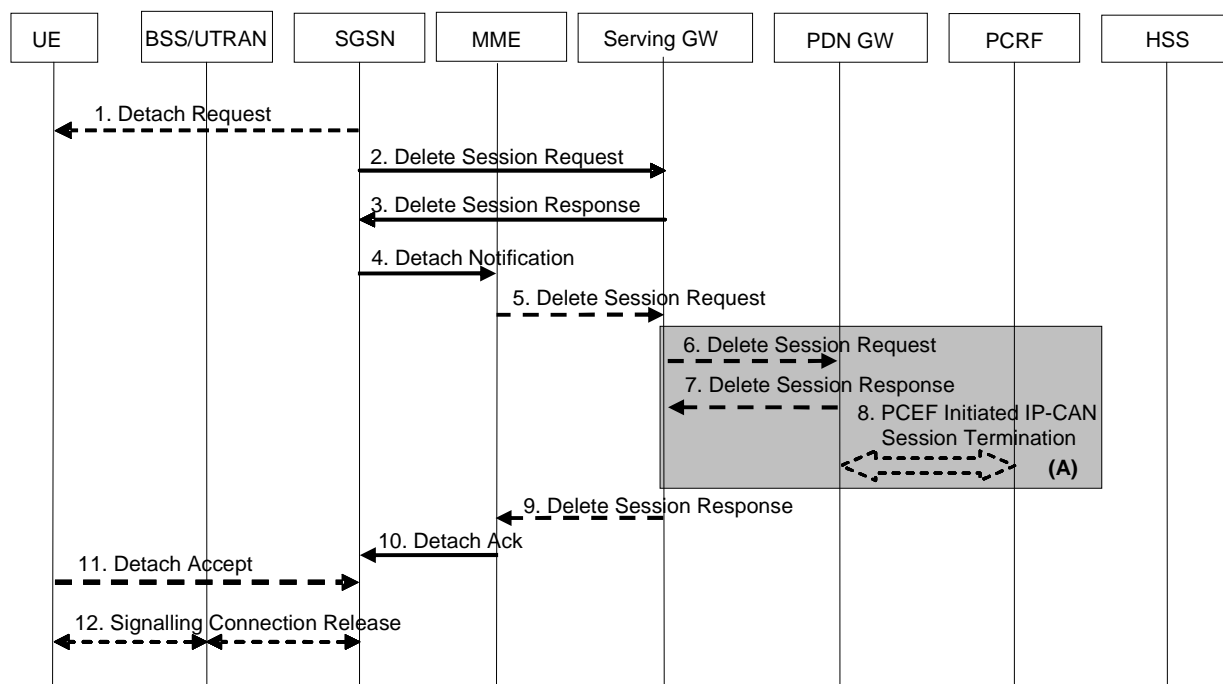 UE
BSS/UTRAN
SGSN
MME
Serving GW
PDN GW
PCRF
HSS
1. Detach Request
2. Delete Session Request
3. Delete Session Response
4. Detach Notification
5. Delete Session Request
6. Delete Session Request
7. Delete Session Response
8. PCEF Initiated IP-CAN
Session Termination
(A)
9. Delete Session Response
10. Detach Ack
11. Detach Accept
12. Signalling Connection Release